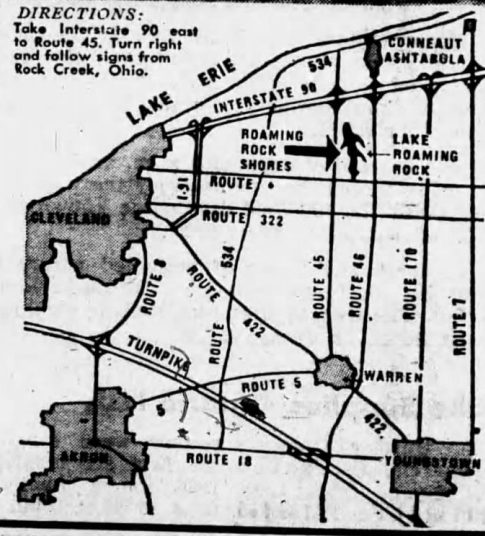 DIRECTIONS:
Take Interstate 90 east
to Route 45. Turn right
and follow signs from
Rock Creek, Ohio.
CONNEAUT
ASHTABULA
534
LAKE ERIE
INTERSTATE 90
ROAMING
ROCK
SHORES
LAKE
ROAMING
ROCK
I-91
ROUTE
CLEVELAND
ROUTE 322
ROUTE 8
ROUTE 422
ROUTE 534
ROUTE 45
ROUTE 46
ROUTE 170
ROUTE 7
TURNPIKE
ROUTE 5
WARREN
5
422
AKRON
ROUTE 18
YOUNGSTOWN